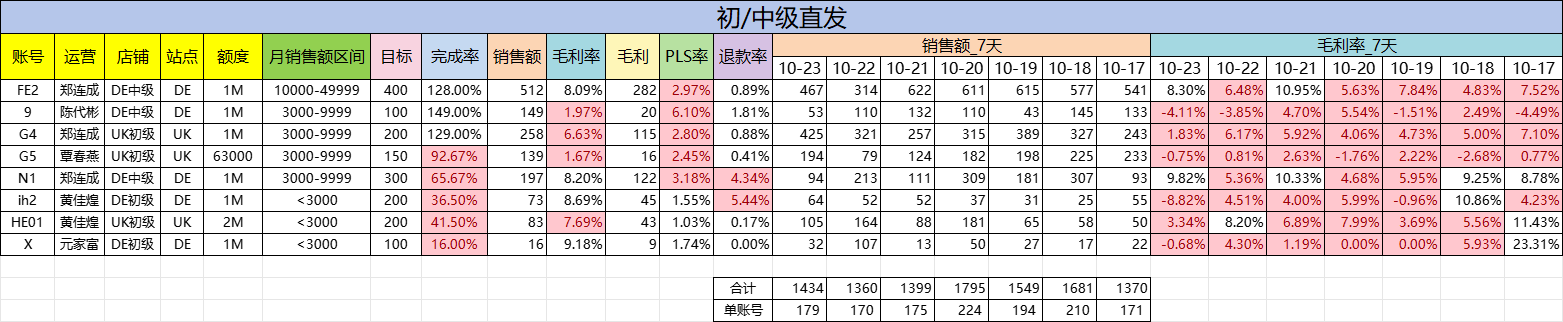 初/中级直发
账号 运营 店铺 站点 额度 月销售额区间 目标 完成率 销售额 毛利率 毛利 PLS率 退款率 销售额_7天 毛利率_7天
10-23 10-22 10-21 10-20 10-19 10-18 10-17 10-23 10-22 10-21 10-20 10-19 10-18 10-17
FE2 郑连成 DE中级 DE 1M 10000-49999 400 128.00% 512 8.09% 282 2.97% 0.89% 467 314 622 611 615 577 541 8.30% 6.48% 10.95% 5.63% 7.84% 4.83% 7.52%
9 陈代彬 DE中级 DE 1M 3000-9999 100 149.00% 149 1.97% 20 6.10% 1.81% 53 110 132 110 43 145 133 -4.11% -3.85% 4.70% 5.54% -1.51% 2.49% -4.49%
G4 郑连成 UK初级 UK 1M 3000-9999 200 129.00% 258 6.63% 115 2.80% 0.88% 425 321 257 315 389 327 243 1.83% 6.17% 5.92% 4.06% 4.73% 5.00% 7.10%
G5 覃春燕 UK初级 UK 63000 3000-9999 150 92.67% 139 1.67% 16 2.45% 0.41% 194 79 124 182 198 225 233 -0.75% 0.81% 2.63% -1.76% 2.22% -2.68% 0.77%
N1 郑连成 DE中级 DE 1M 3000-9999 300 65.67% 197 8.20% 122 3.18% 4.34% 94 213 111 309 181 307 93 9.82% 5.36% 10.33% 4.68% 5.95% 9.25% 8.78%
ih2 黄佳煌 DE初级 DE 1M <3000 200 36.50% 73 8.69% 45 1.55% 5.44% 64 52 52 37 31 25 55 -8.82% 4.51% 4.00% 5.99% -0.96% 10.86% 4.23%
HE01 黄佳煌 UK初级 UK 2M <3000 200 41.50% 83 7.69% 43 1.03% 0.17% 105 164 88 181 65 58 50 3.34% 8.20% 6.89% 7.99% 3.69% 5.56% 11.43%
X 元家富 DE初级 DE 1M <3000 100 16.00% 16 9.18% 9 1.74% 0.00% 32 107 13 50 27 17 22 -0.68% 4.30% 1.19% 0.00% 0.00% 5.93% 23.31%
合计 1434 1360 1399 1795 1549 1681 1370
单账号 179 170 175 224 194 210 171